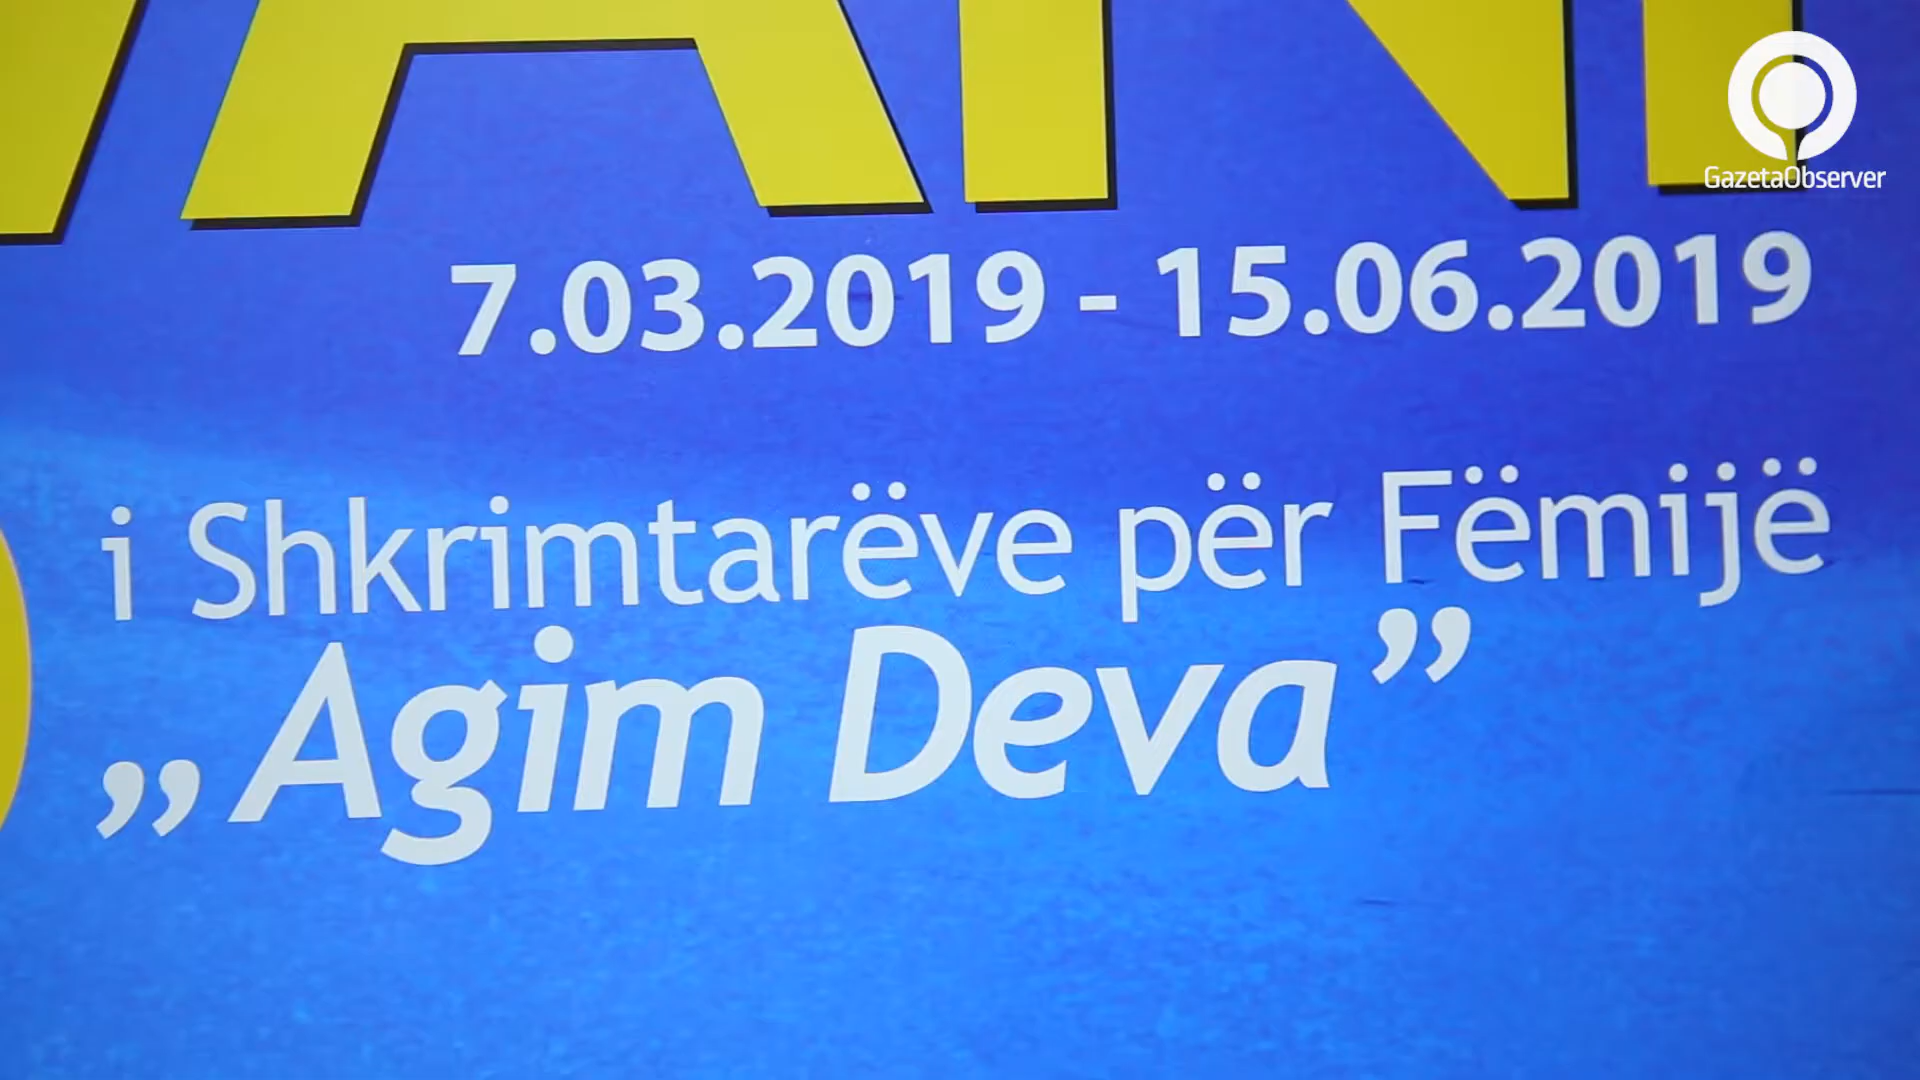 GazetaObserver
7.03.2019 - 15.06.2019
i Shkrimtarëve për Fëmijë
„Agim Deva”